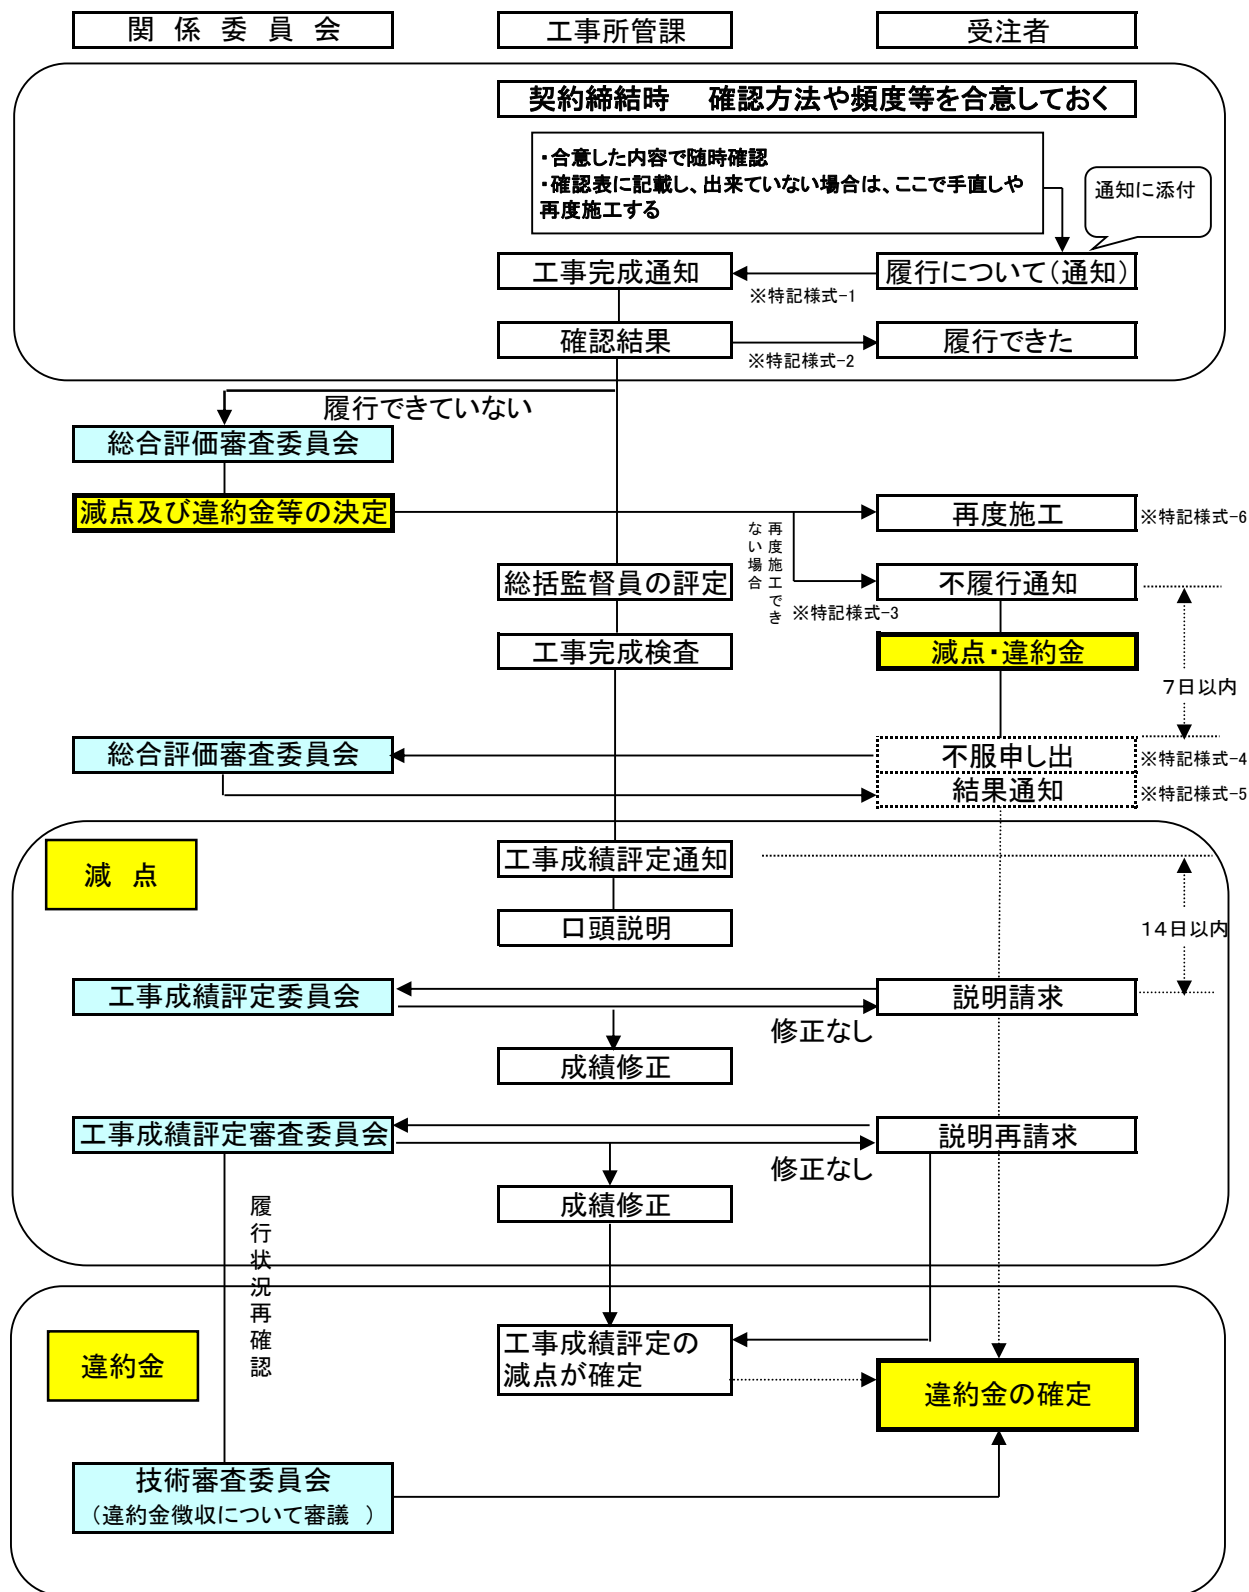 関 係 委 員 会
工事所管課
受注者
契約締結時　確認方法や頻度等を合意しておく
・合意した内容で随時確認
・確認表に記載し、出来ていない場合は、ここで手直しや
再度施工する
通知に添付
工事完成通知
履行について（通知）
※特記様式-1
確認結果
履行できた
※特記様式-2
履行できていない
総合評価審査委員会
減点及び違約金等の決定
再度施工
※特記様式-6
再度施工でき
ない場合
総括監督員の評定
不履行通知
※特記様式-3
工事完成検査
減点・違約金
７日以内
総合評価審査委員会
不服申し出
※特記様式-4
結果通知
※特記様式-5
減　点
工事成績評定通知
口頭説明
１４日以内
工事成績評定委員会
説明請求
修正なし
成績修正
工事成績評定審査委員会
説明再請求
修正なし
履行状況再確認
成績修正
違約金
工事成績評定の
減点が確定
違約金の確定
技術審査委員会
（違約金徴収について審議　）